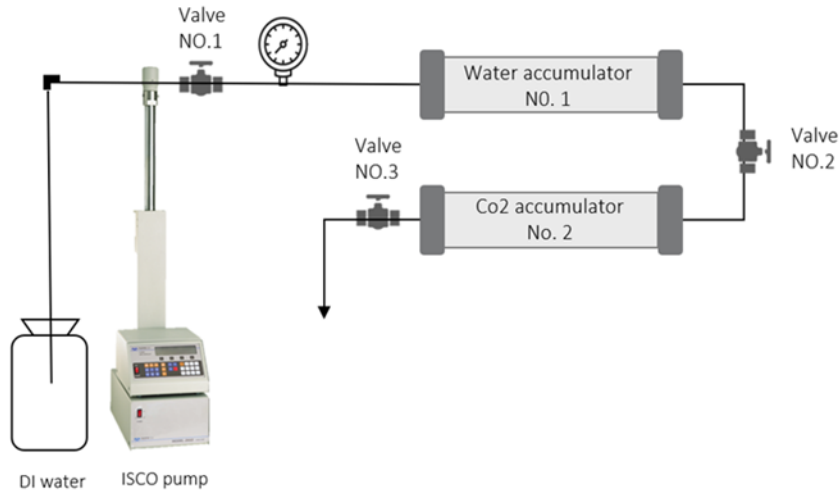 Valve
NO.1
Water accumulator
N0. 1
Valve
NO.2
Valve
NO.3
Co2 accumulator
No. 2
DI water
ISCO pump